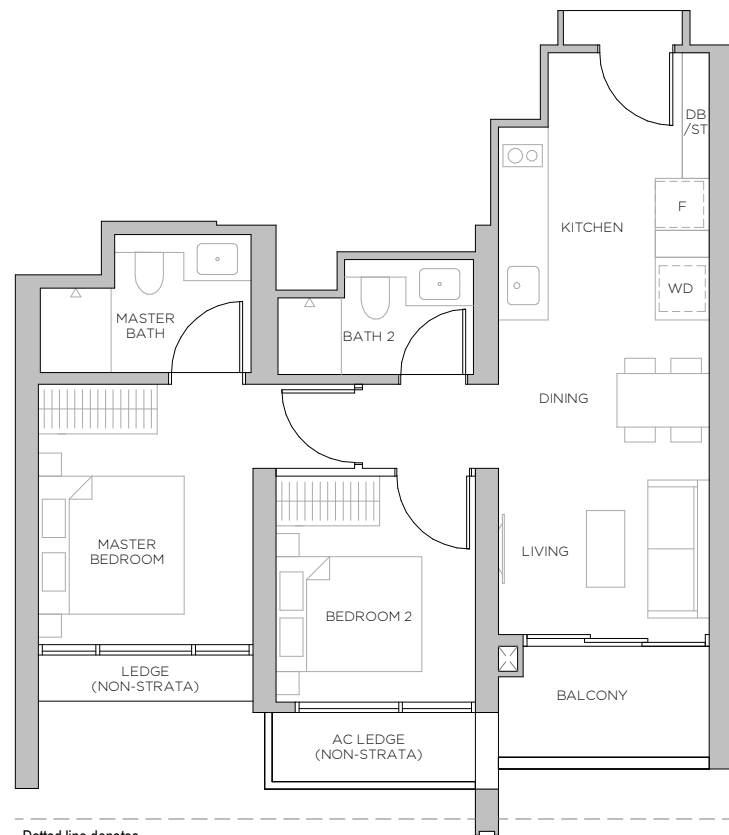 DB
/ST
F
KITCHEN
WD
MASTER
BATH
BATH 2
DINING
MASTER
BEDROOM
LIVING
BEDROOM 2
LEDGE
(NON-STRATA)
BALCONY
AC LEDGE
(NON-STRATA)
Dotted line denotes